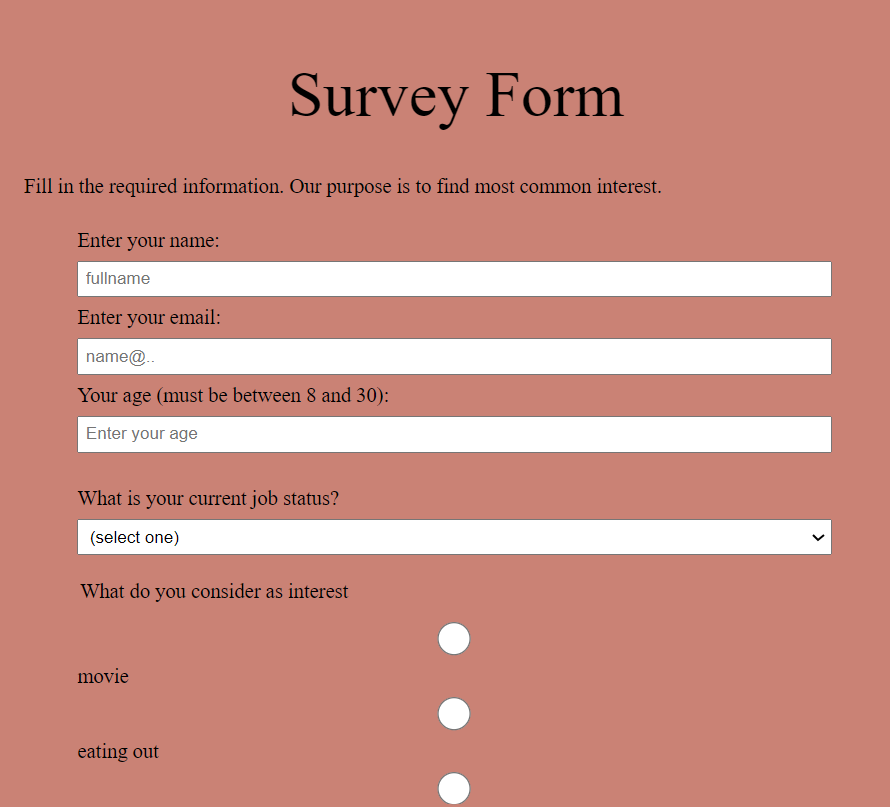 Survey Form
Fill in the required information. Our purpose is to find most common interest.
Enter your name:
fullname
Enter your email:
name@..
Your age (must be between 8 and 30):
Enter your age
What is your current job status?
(select one)
What do you consider as interest
movie
eating out